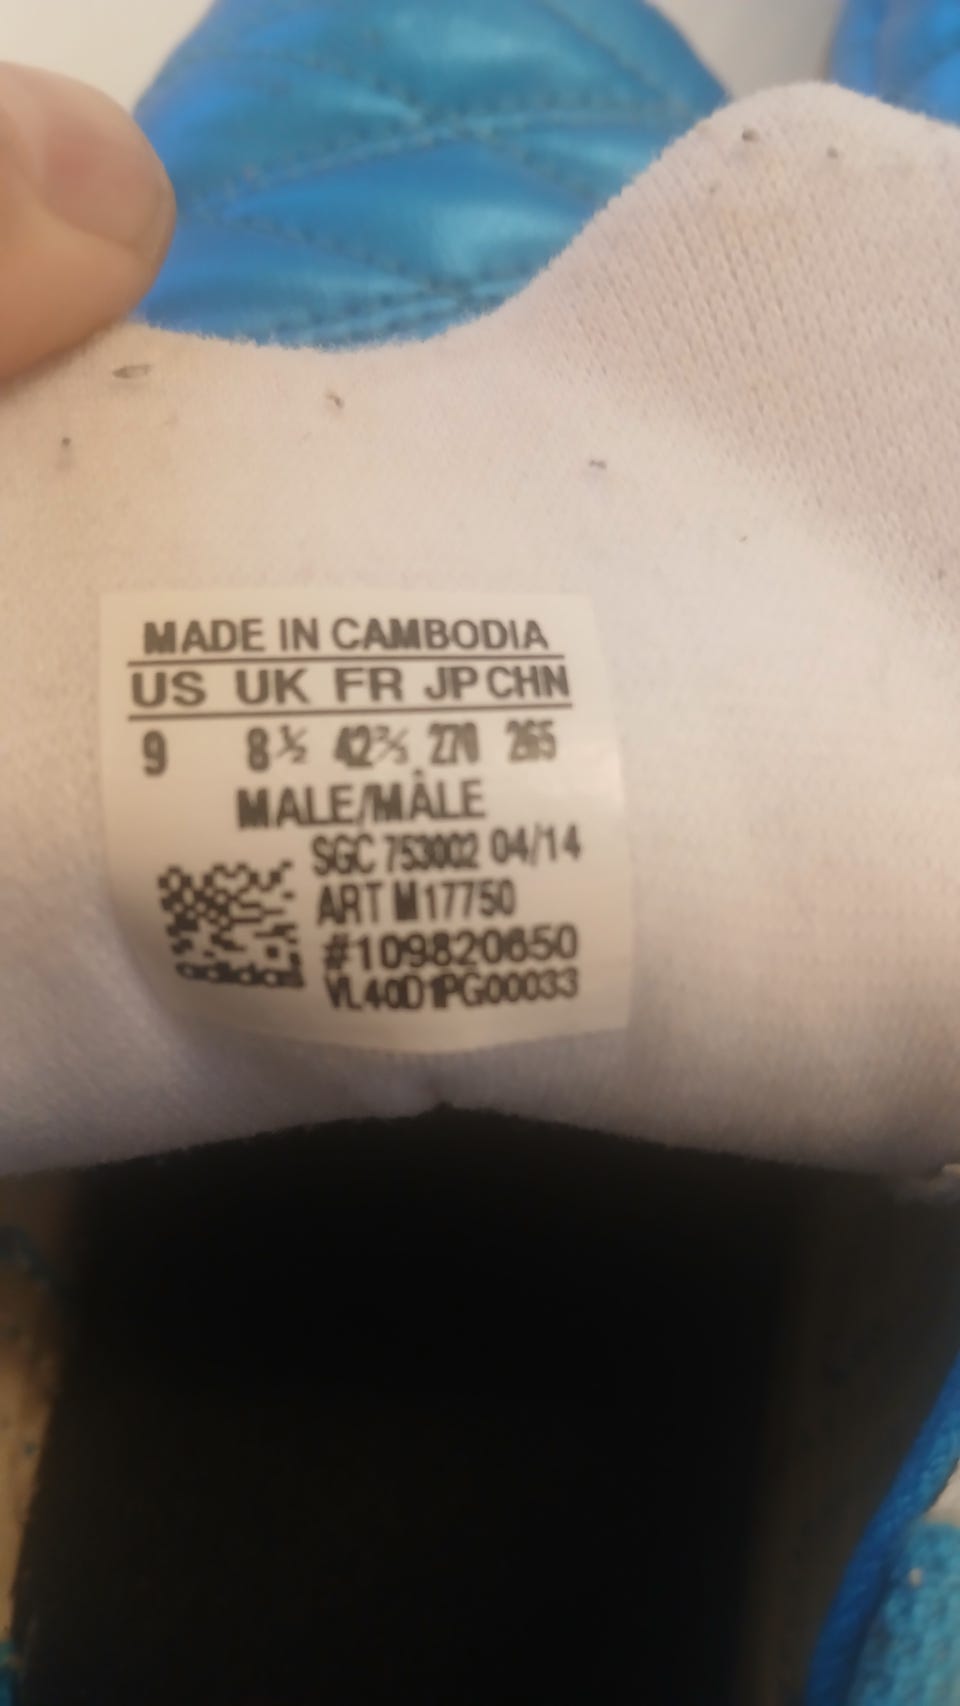 MADE IN CAMBODIA
US UK FR JP CHN
9 8½ 42⅔ 270 265
MALE/MÂLE
SGC 753002 04/14
ART M17750
#109820650
VL40D1PG00033
adidas